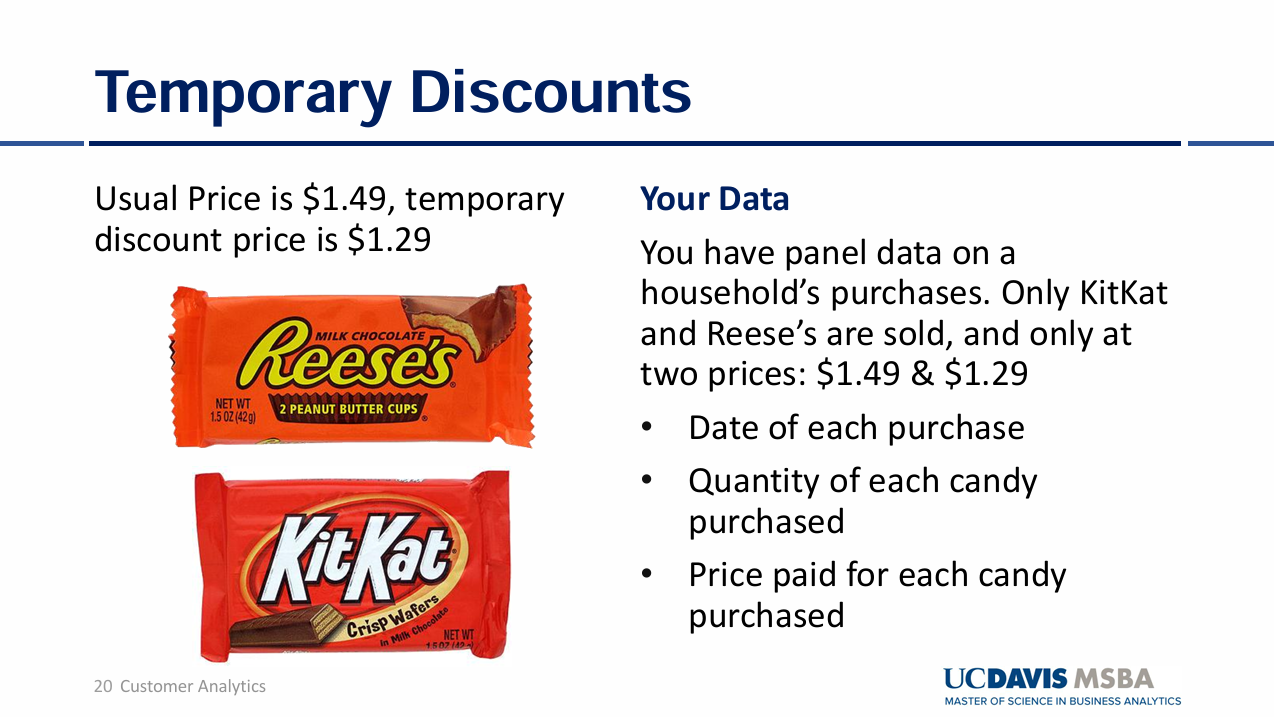 Temporary Discounts
Usual Price is $1.49, temporary
discount price is $1.29
MILK CHOCOLATE
Reese's
NET WT
1.5 OZ (42g)
2 PEANUT BUTTER CUPS
KitKat
Crisp Wafers
in Milk Chocolate
NET WT
Your Data
You have panel data on a
household’s purchases. Only KitKat
and Reese’s are sold, and only at
two prices: $1.49 & $1.29
• Date of each purchase
• Quantity of each candy
purchased
• Price paid for each candy
purchased
20 Customer Analytics
UCDAVIS MSBA
MASTER OF SCIENCE IN BUSINESS ANALYTICS